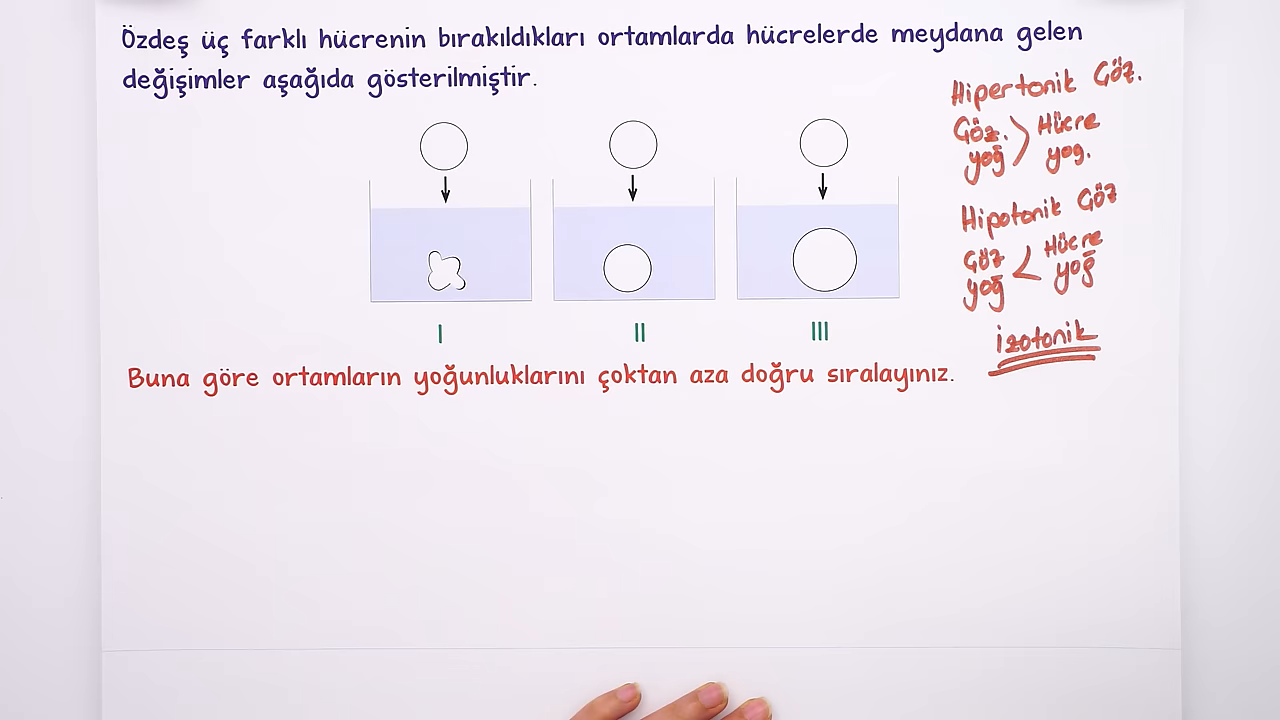 Özdeş üç farklı hücrenin bırakıldıkları ortamlarda hücrelerde meydana gelen
değişimler aşağıda gösterilmiştir.
I
II
III
Buna göre ortamların yoğunluklarını çoktan aza doğru sıralayınız.
Hipertonik Göz.
Göz. > Hücre
yoğ yog.
Hipotonik Göz
Göz < Hücre
yoğ yoğ
izotonik